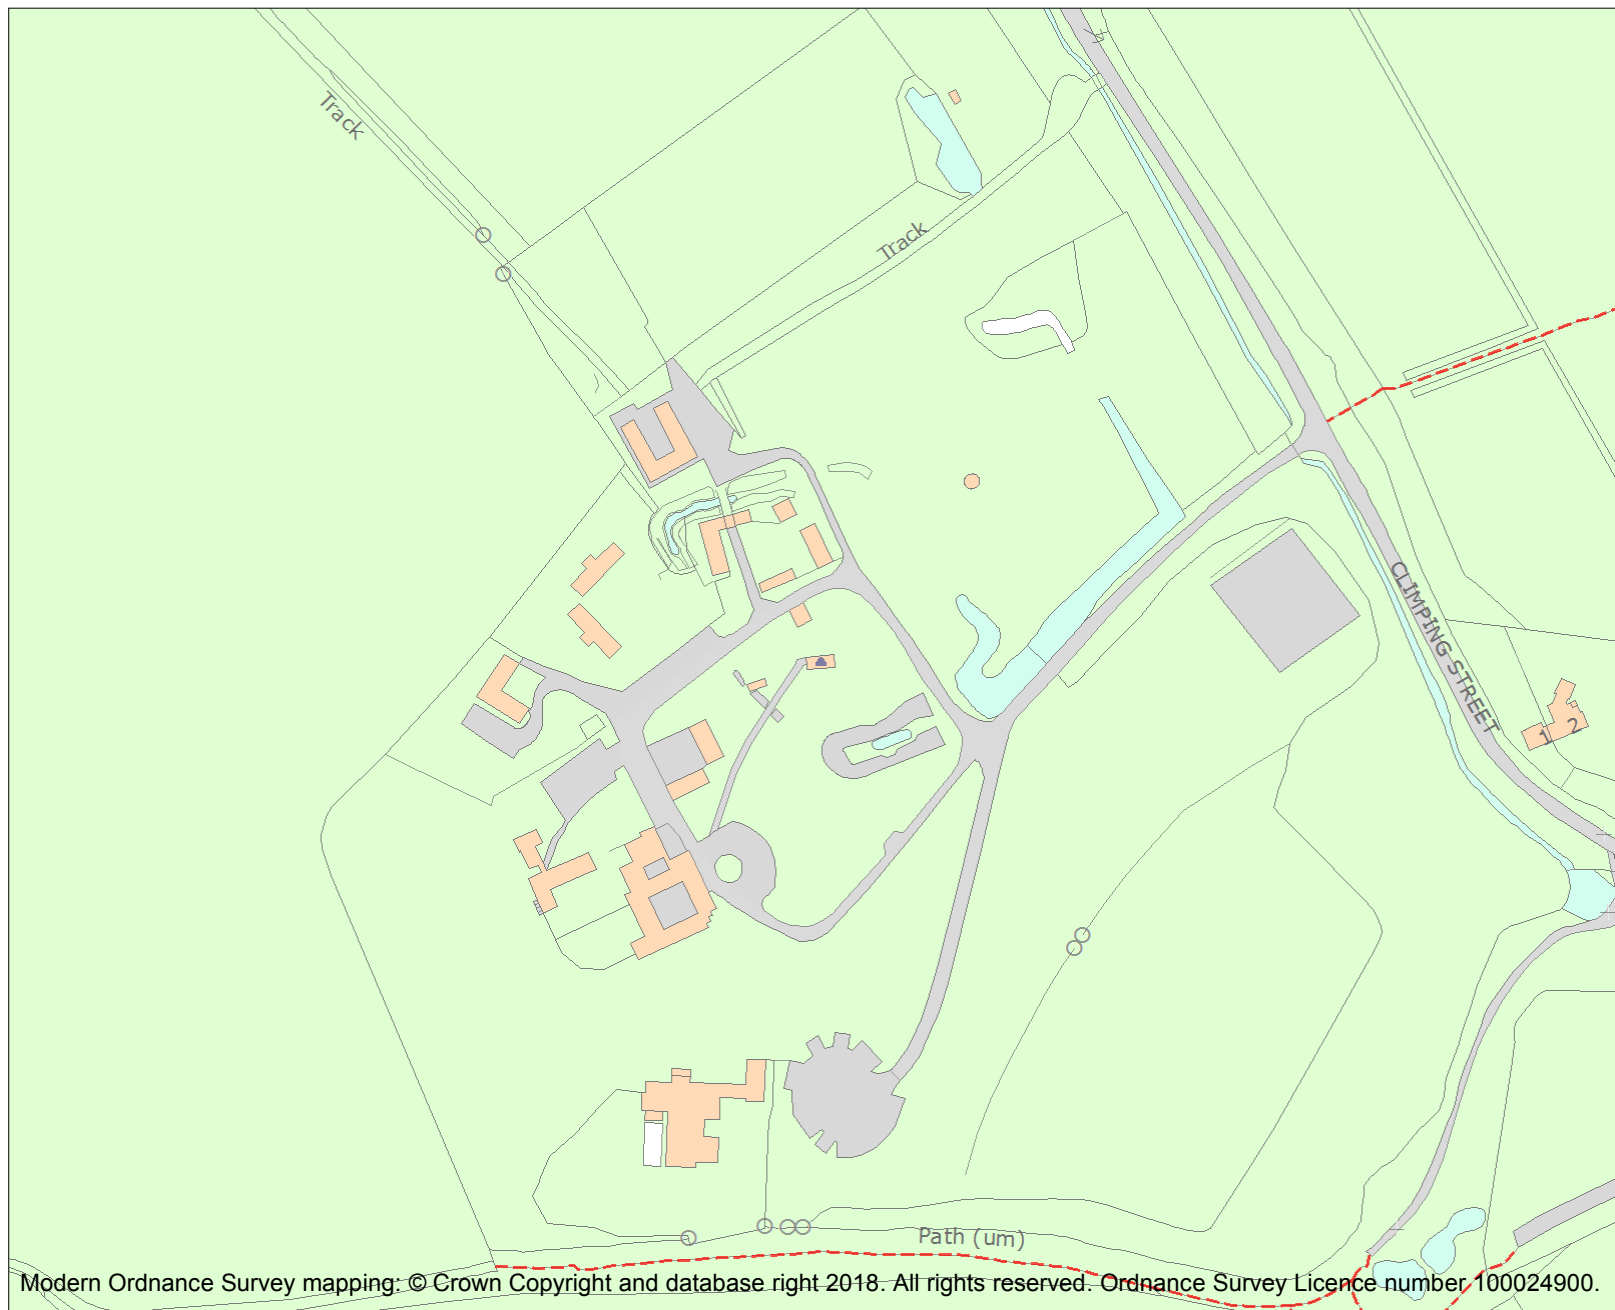 Track
Track
CLIMPING STREET
1
2
Path (um)
Modern Ordnance Survey mapping: © Crown Copyright and database right 2018. All rights reserved. Ordnance Survey Licence number 100024900.